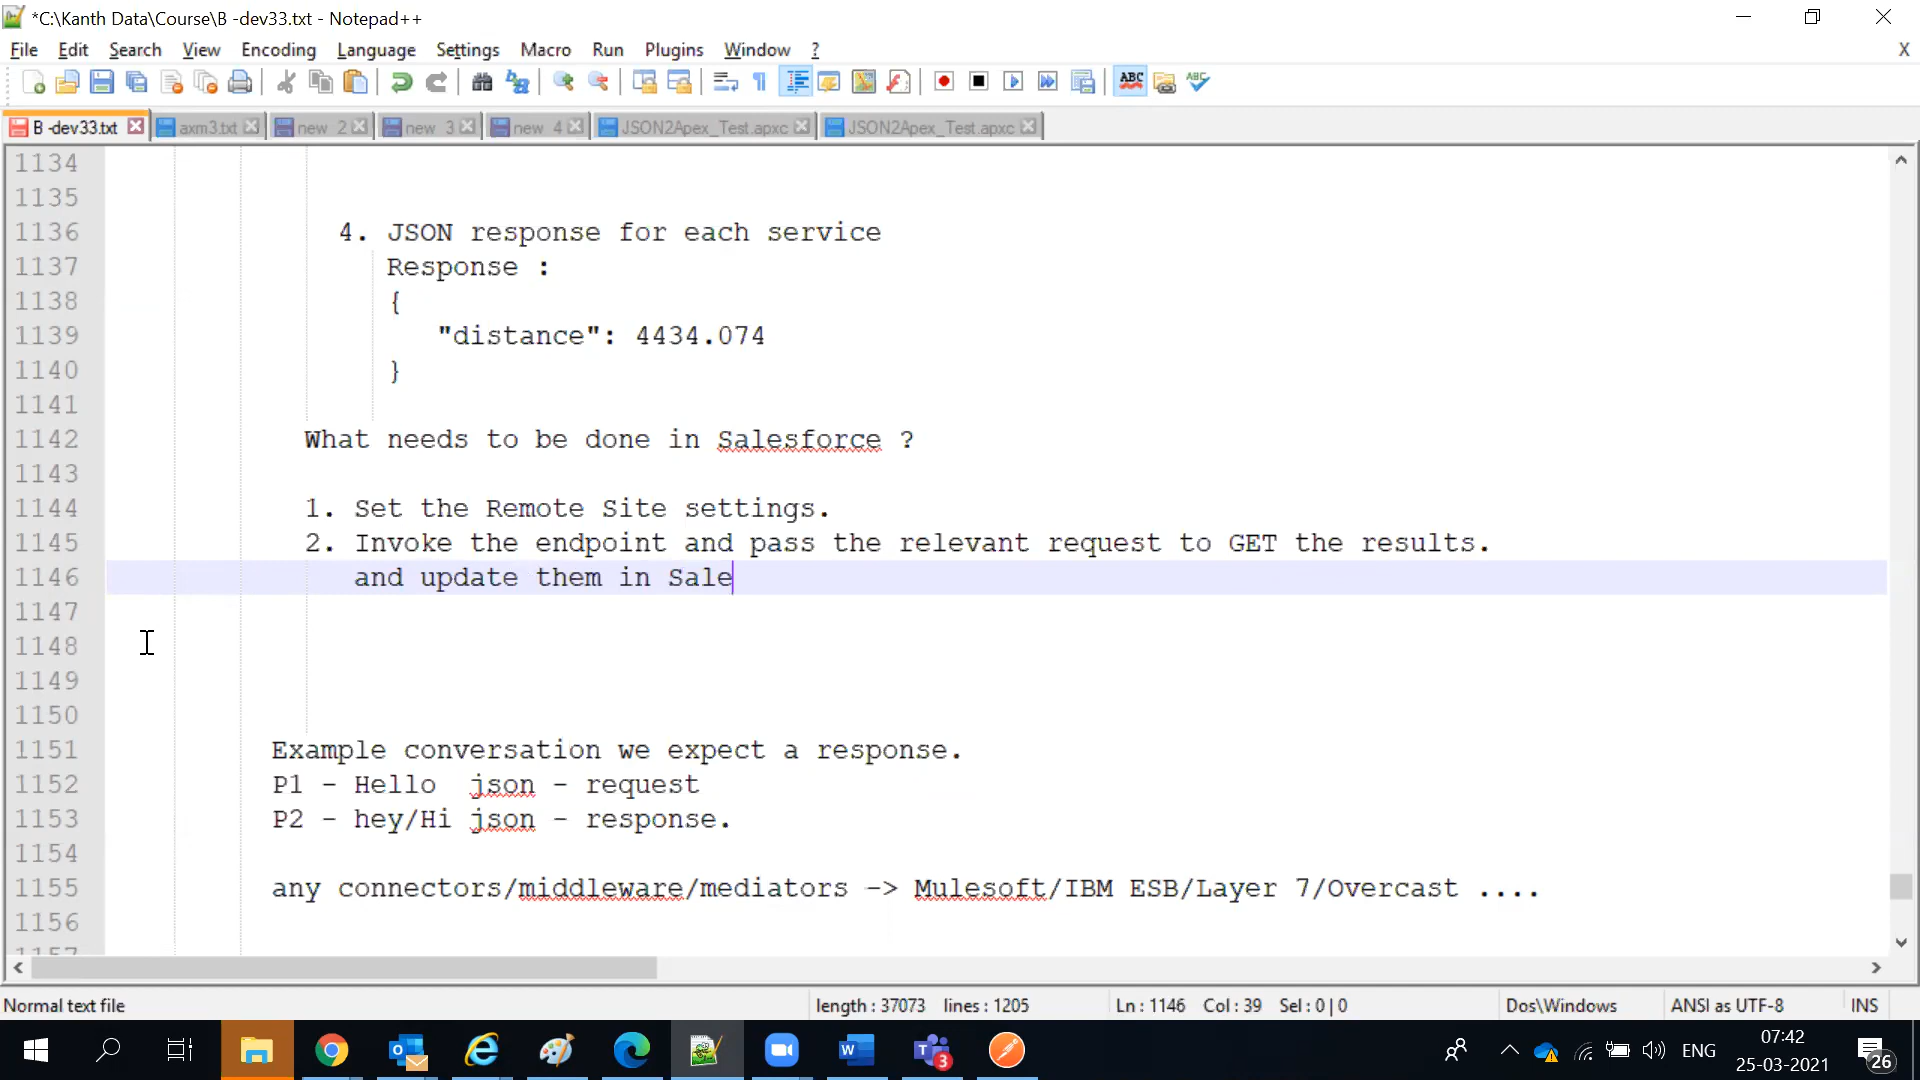 *C:\Kanth Data\Course\B -dev33.txt - Notepad++
File Edit Search View Encoding Language Settings Macro Run Plugins Window ? X
B -dev33.txt axm3.txt new 2 new 3 new 4 JSON2Apex_Test.apxc JSON2Apex_Test.apxc
1134
1135
1136 4. JSON response for each service
1137 Response :
1138 {
1139 "distance": 4434.074
1140 }
1141
1142 What needs to be done in Salesforce ?
1143
1144 1. Set the Remote Site settings.
1145 2. Invoke the endpoint and pass the relevant request to GET the results.
1146 and update them in Sale
1147
1148
1149
1150
1151 Example conversation we expect a response.
1152 P1 - Hello json - request
1153 P2 - hey/Hi json - response.
1154
1155 any connectors/middleware/mediators -> Mulesoft/IBM ESB/Layer 7/Overcast ....
1156
1157
Normal text file length : 37073 lines : 1205 Ln : 1146 Col : 39 Sel : 0 | 0 Dos\Windows ANSI as UTF-8 INS
3 ENG 07:42 25-03-2021 26